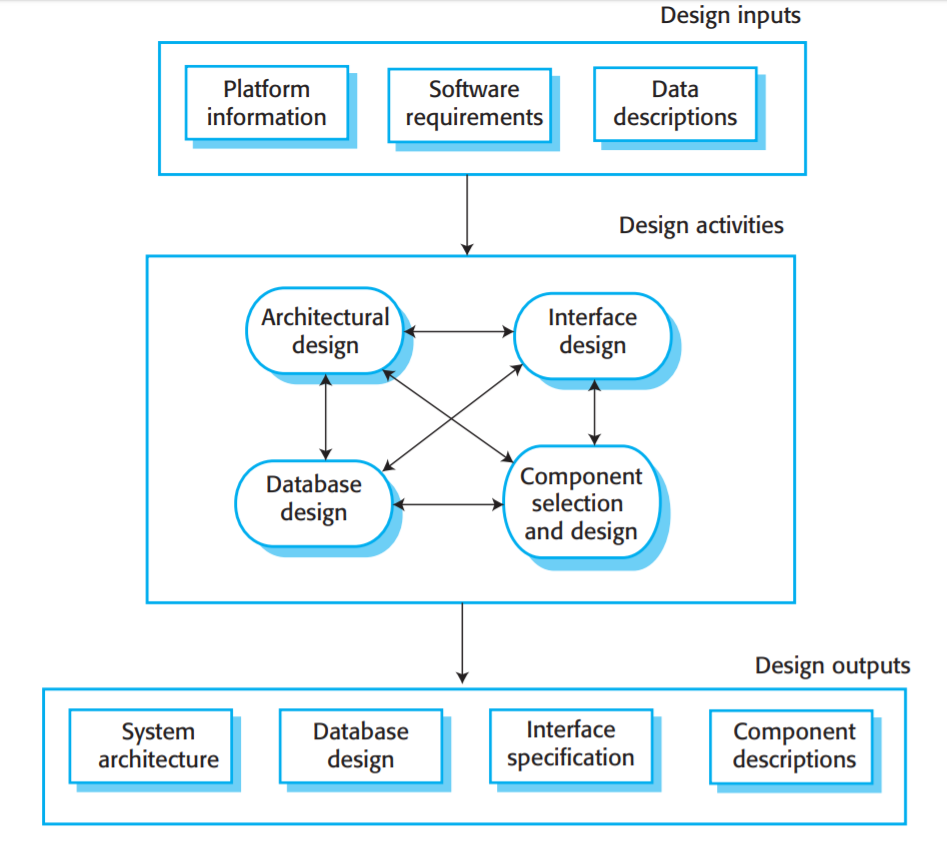 Design inputs
Platform
information
Software
requirements
Data
descriptions
Design activities
Architectural
design
Interface
design
Database
design
Component
selection
and design
Design outputs
System
architecture
Database
design
Interface
specification
Component
descriptions